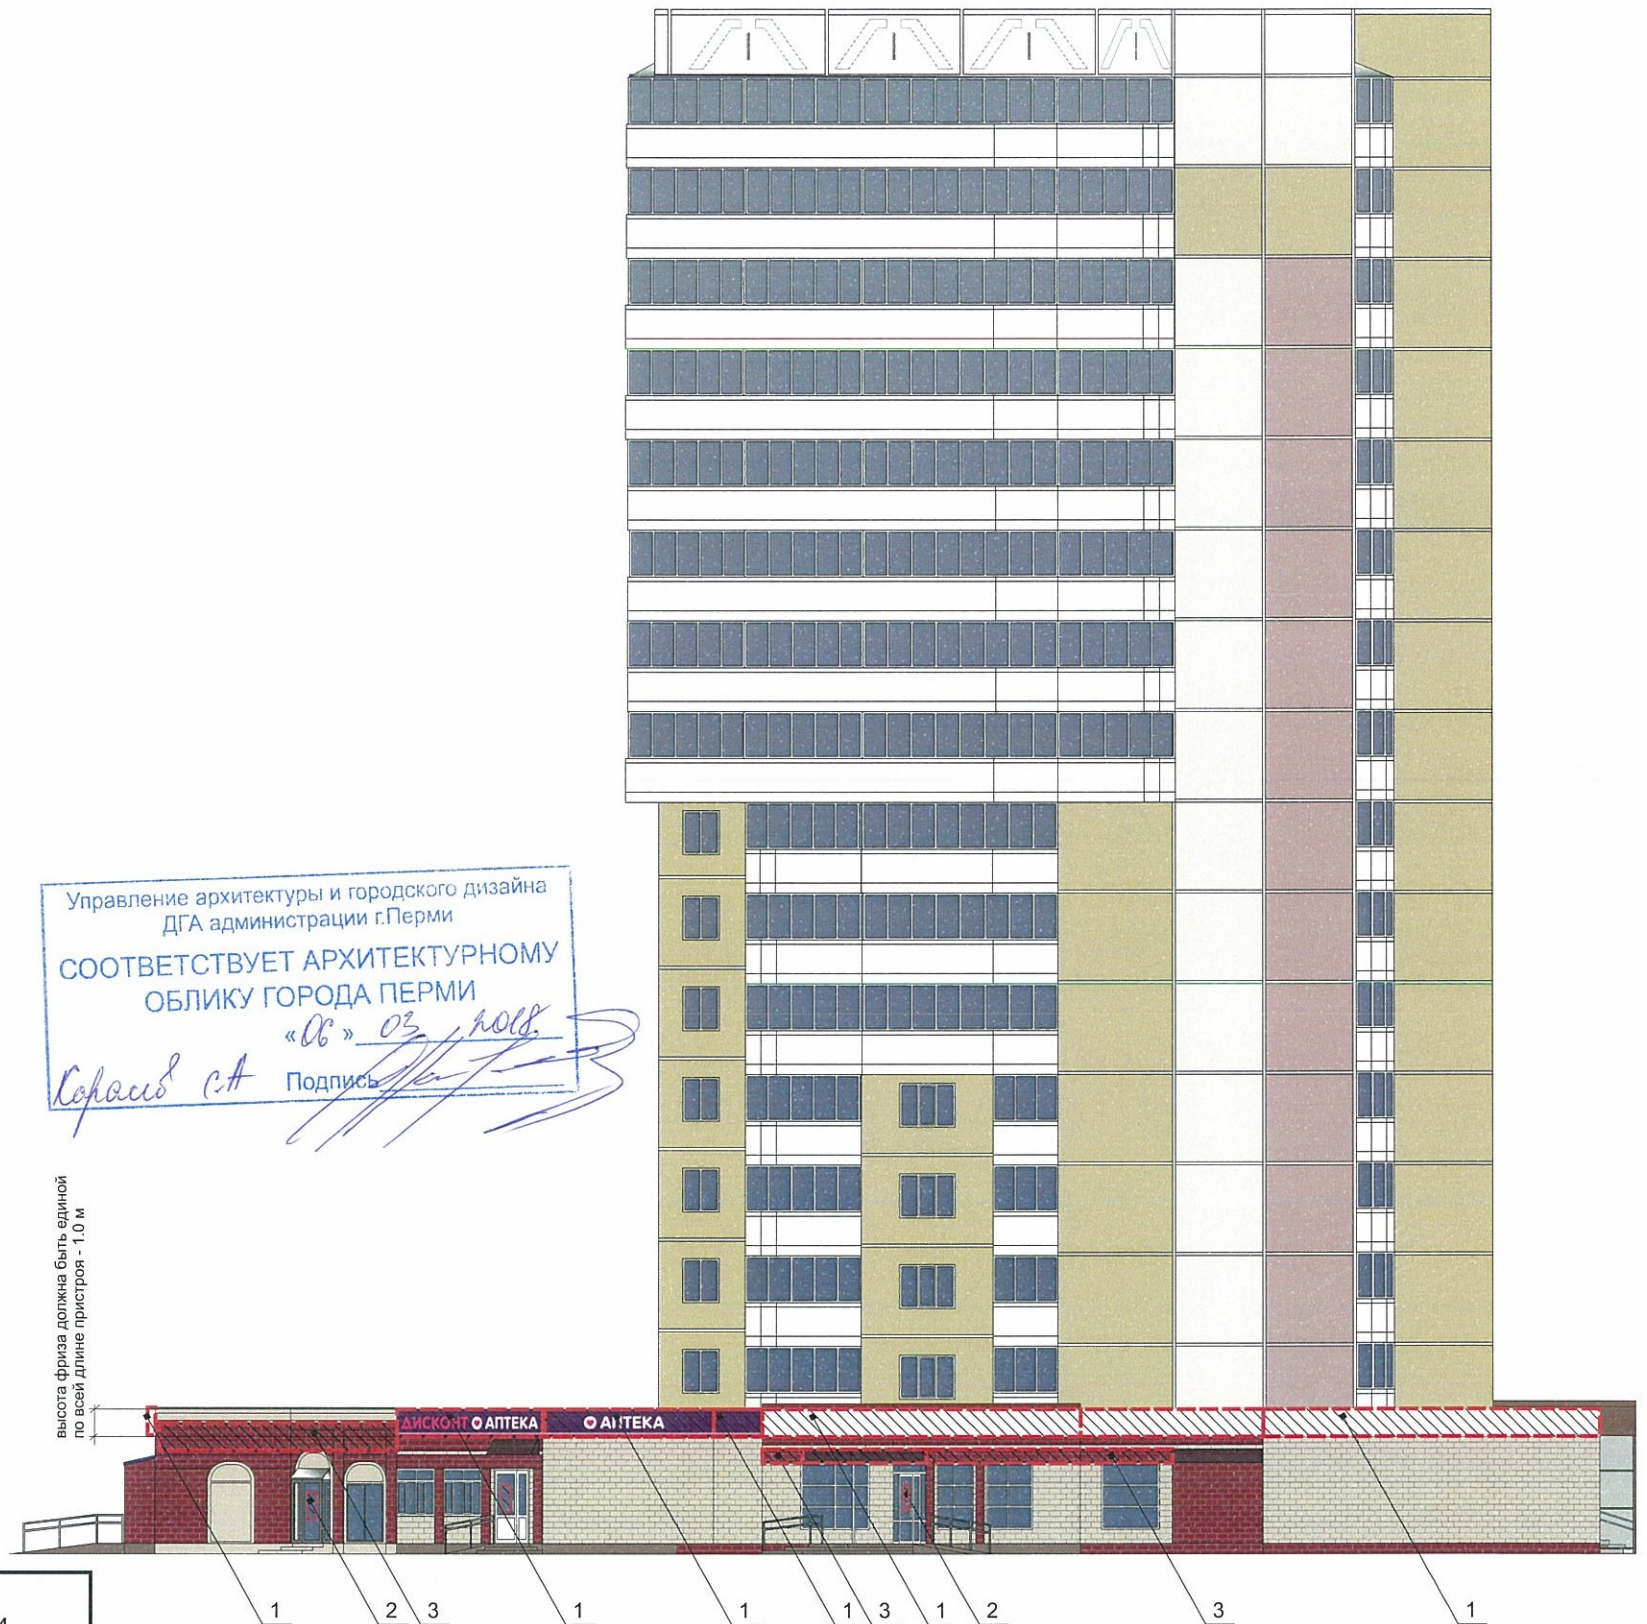 Управление архитектуры и городского дизайна
ДГА администрации г.Перми
СООТВЕТСТВУЕТ АРХИТЕКТУРНОМУ
ОБЛИКУ ГОРОДА ПЕРМИ
«06» 03 2018
С.А Подпись
высота фриза должна быть единой
по всей длине пристроя - 1.0 м
ДИСКОНТ АПТЕКА АПТЕКА
1 2 3 1 1 1 3 1 2 3 1